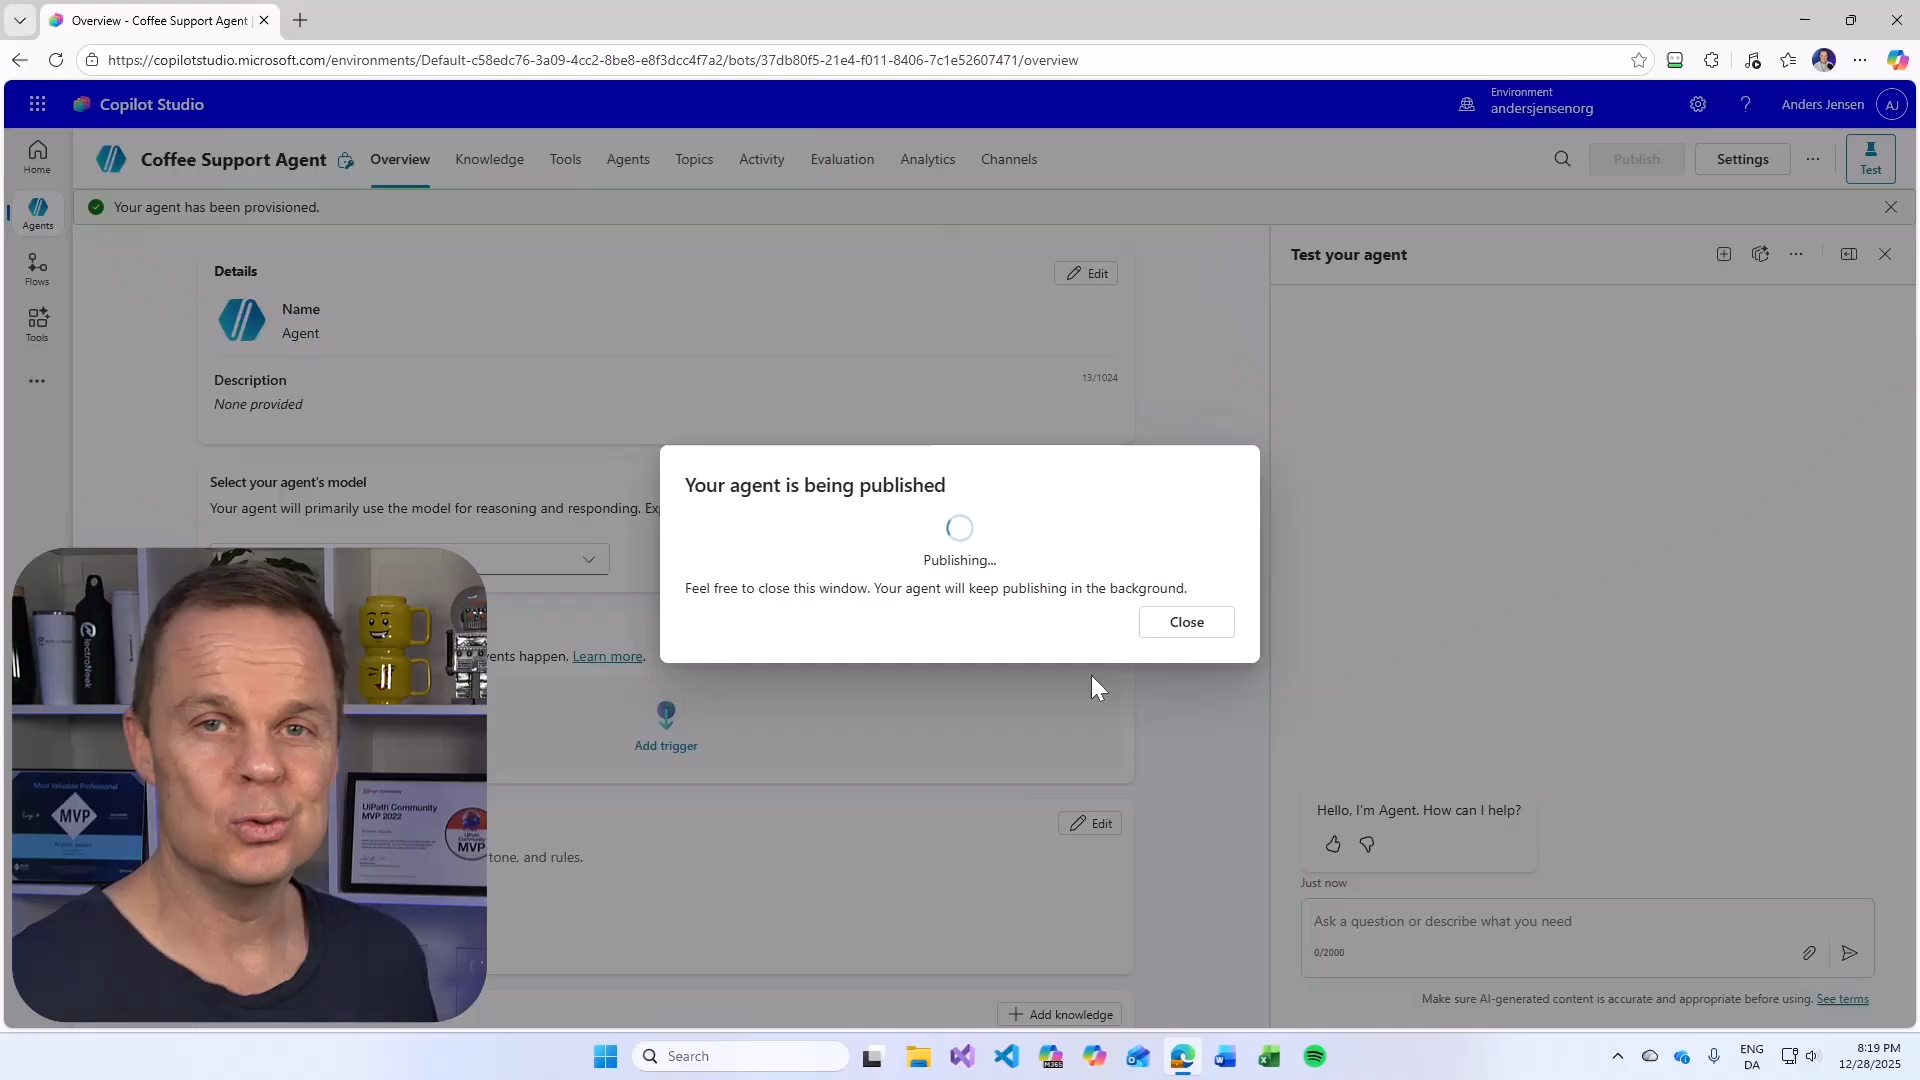 Overview - Coffee Support Agent
https://copilotstudio.microsoft.com/environments/Default-c58edc76-3a09-4cc2-8be8-e8f3dcc4f7a2/bots/37db80f5-21e4-f011-8406-7c1e52607471/overview
Copilot Studio
Environment
andersjensenorg
Anders Jensen
AJ
Home
Agents
Flows
Tools
Coffee Support Agent
Overview
Knowledge
Tools
Agents
Topics
Activity
Evaluation
Analytics
Channels
Publish
Settings
Test
Your agent has been provisioned.
Details
Edit
Name
Agent
Description
13/1024
None provided
Select your agent's model
Your agent will primarily use the model for reasoning and responding.
Your agent is being published
Publishing...
Feel free to close this window. Your agent will keep publishing in the background.
Close
happen. Learn more.
Add trigger
Edit
tone, and rules.
Add knowledge
Test your agent
Hello, I'm Agent. How can I help?
Just now
Ask a question or describe what you need
0/2000
Make sure AI-generated content is accurate and appropriate before using. See terms
ElectroNeek
Most Valuable Professional
MVP
UiPath Community
MVP 2022
MVP
Search
M365
ENG
DA
8:19 PM
12/28/2025